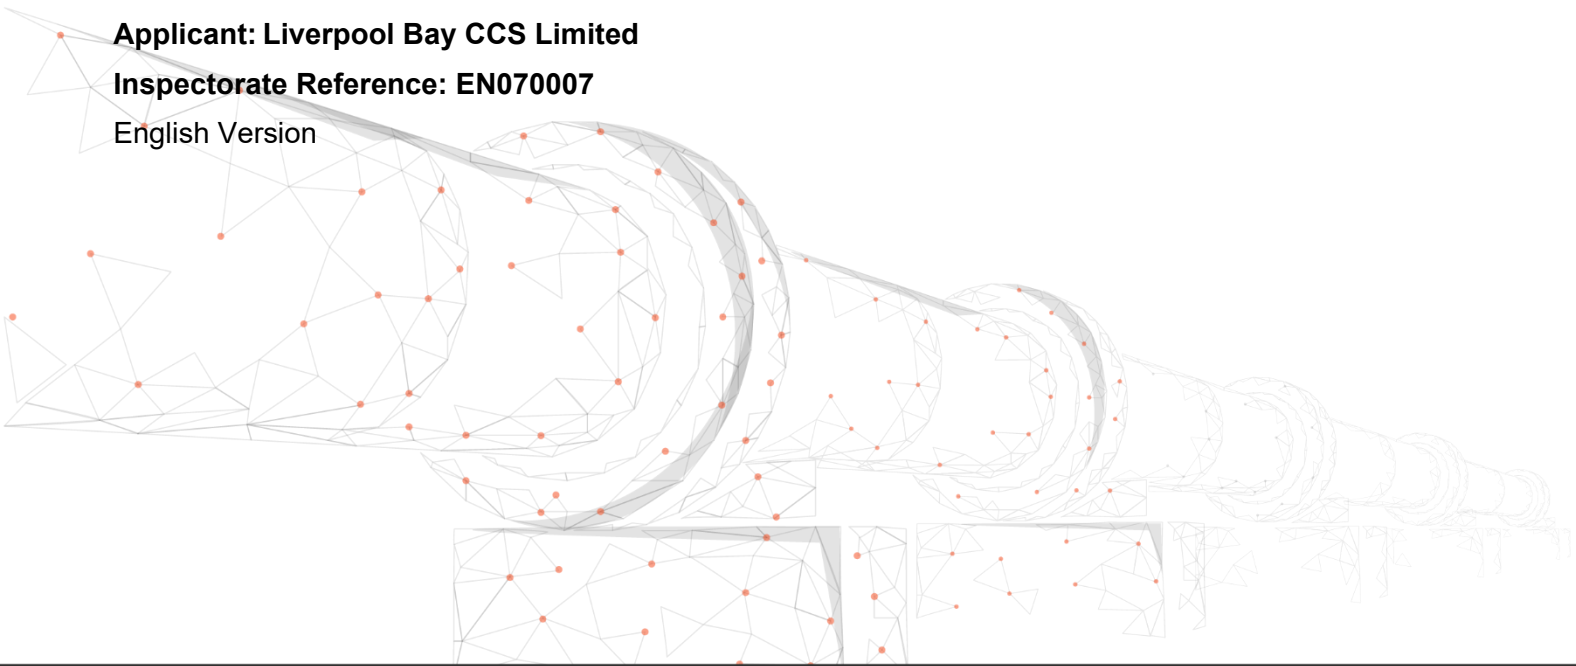 Applicant: Liverpool Bay CCS Limited
Inspectorate Reference: EN070007
English Version